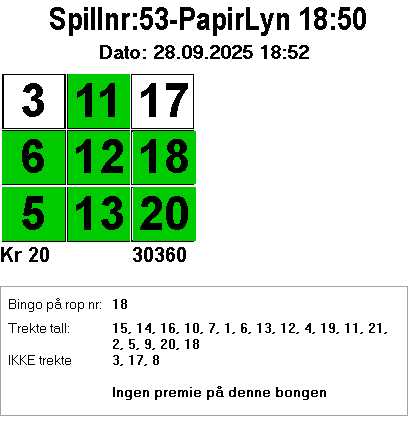 Spillnr:53-PapirLyn 18:50
Dato: 28.09.2025 18:52
3 11 17
6 12 18
5 13 20
Kr 20 30360
Bingo på rop nr: 18
Trekte tall: 15, 14, 16, 10, 7, 1, 6, 13, 12, 4, 19, 11, 21,
2, 5, 9, 20, 18
IKKE trekte 3, 17, 8
Ingen premie på denne bongen